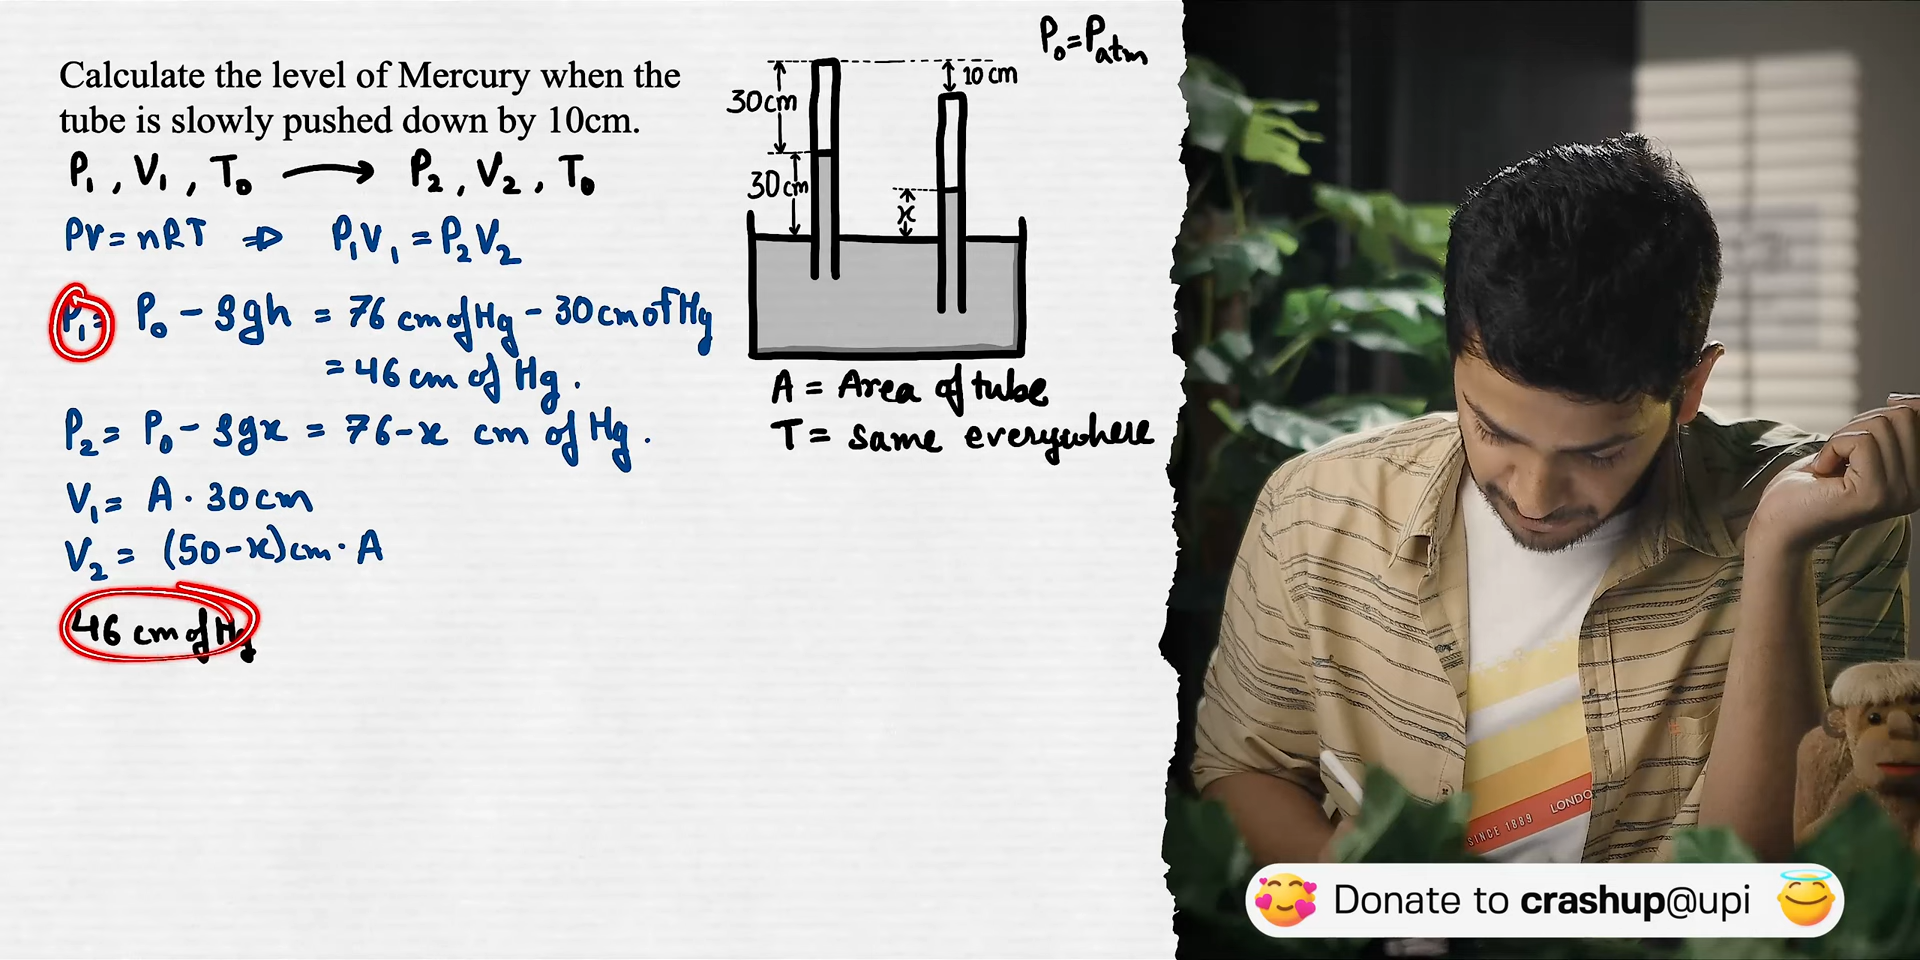 Calculate the level of Mercury when the
tube is slowly pushed down by 10cm.
P₁, V₁, T₀ ⟶ P₂, V₂, T₀
PV = nRT ⇒ P₁V₁ = P₂V₂
P₁ = P₀ - ρgh = 76 cm of Hg - 30 cm of Hg
= 46 cm of Hg.
P₂ = P₀ - ρgx = 76-x cm of Hg.
V₁ = A · 30 cm
V₂ = (50-x)cm · A
46 cm of Hg
P₀ = Patm
10 cm
30cm
30 cm
x
A = Area of tube
T = same everywhere
SINCE 1889 LONDO
Donate to crashup@upi